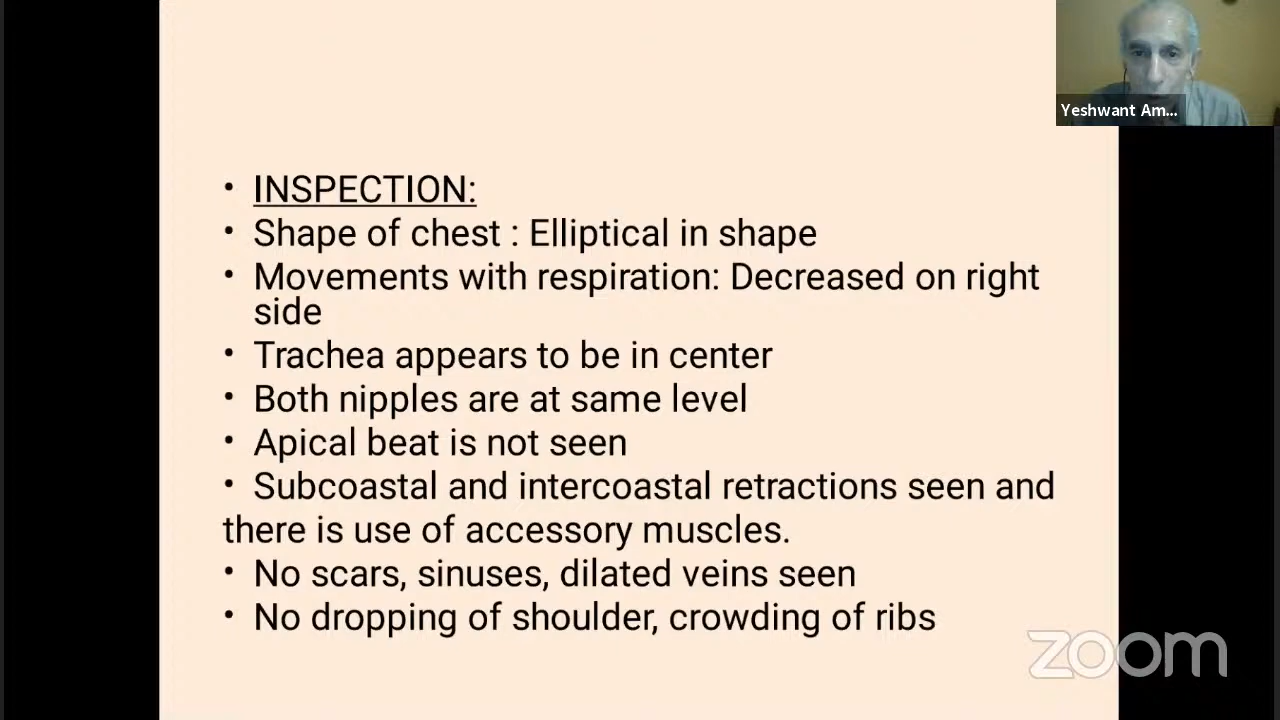 Yeshwant Am...
• INSPECTION:
• Shape of chest : Elliptical in shape
• Movements with respiration: Decreased on right
side
• Trachea appears to be in center
• Both nipples are at same level
• Apical beat is not seen
• Subcoastal and intercoastal retractions seen and
there is use of accessory muscles.
• No scars, sinuses, dilated veins seen
• No dropping of shoulder, crowding of ribs
zoom